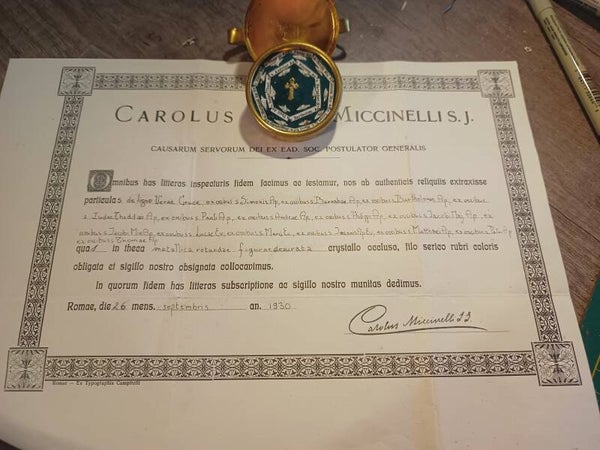 CAROLUS MICCINELLI S. J.
CAUSARUM SERVORUM DEI EX EAD. SOC. POSTULATOR GENERALIS
Omnibus has litteras inspecturis fidem facimus ac testamur, nos ab authenticis reliquiis extraxisse
particulas de ligno Verae Crucis, ex ossibus S. Simonis Ap., ex ossibus S. Barnabae Ap., ex ossibus S. Bartholomaei Ap., ex ossibus
S. Judae Thaddaei Ap., ex ossibus S. Pauli Ap., ex ossibus S. Andreae Ap., ex ossibus S. Philippi Ap., ex ossibus S. Jacobi Maj. Ap., ex
ossibus S. Jacobi Min. Ap., ex ossibus S. Lucae Ev., ex ossibus S. Marci Ev., ex ossibus S. Joannis Ap. Ev., ex ossibus S. Matthaei Ap., ex ossibus S. Petri Ap.
ex ossibus S. Thomae Ap.
quas in theca metallica rotundae figurae deaurata crystallo occlusa, filo serico rubri coloris
obligata et sigillo nostro obsignata collocavimus.
In quorum fidem has litteras subscriptione ac sigillo nostro munitas dedimus.
Romae, die 26 mens. septembris an. 1930
Carolus Miccinelli S.J.
Romae - Ex Typographia Campitelli